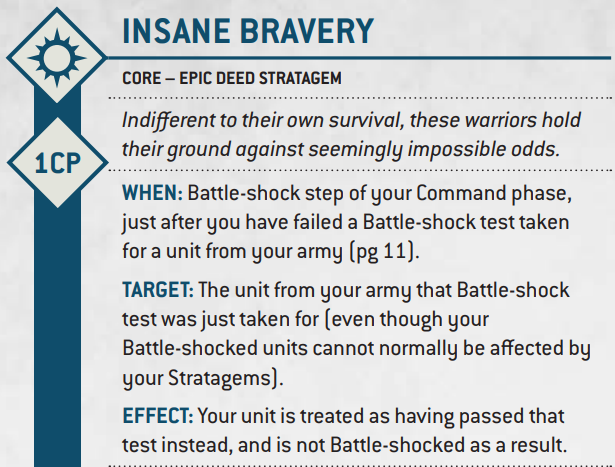 INSANE BRAVERY
CORE – EPIC DEED STRATAGEM
Indifferent to their own survival, these warriors hold
their ground against seemingly impossible odds.
1CP
WHEN: Battle-shock step of your Command phase,
just after you have failed a Battle-shock test taken
for a unit from your army (pg 11).
TARGET: The unit from your army that Battle-shock
test was just taken for (even though your
Battle-shocked units cannot normally be affected by
your Stratagems).
EFFECT: Your unit is treated as having passed that
test instead, and is not Battle-shocked as a result.